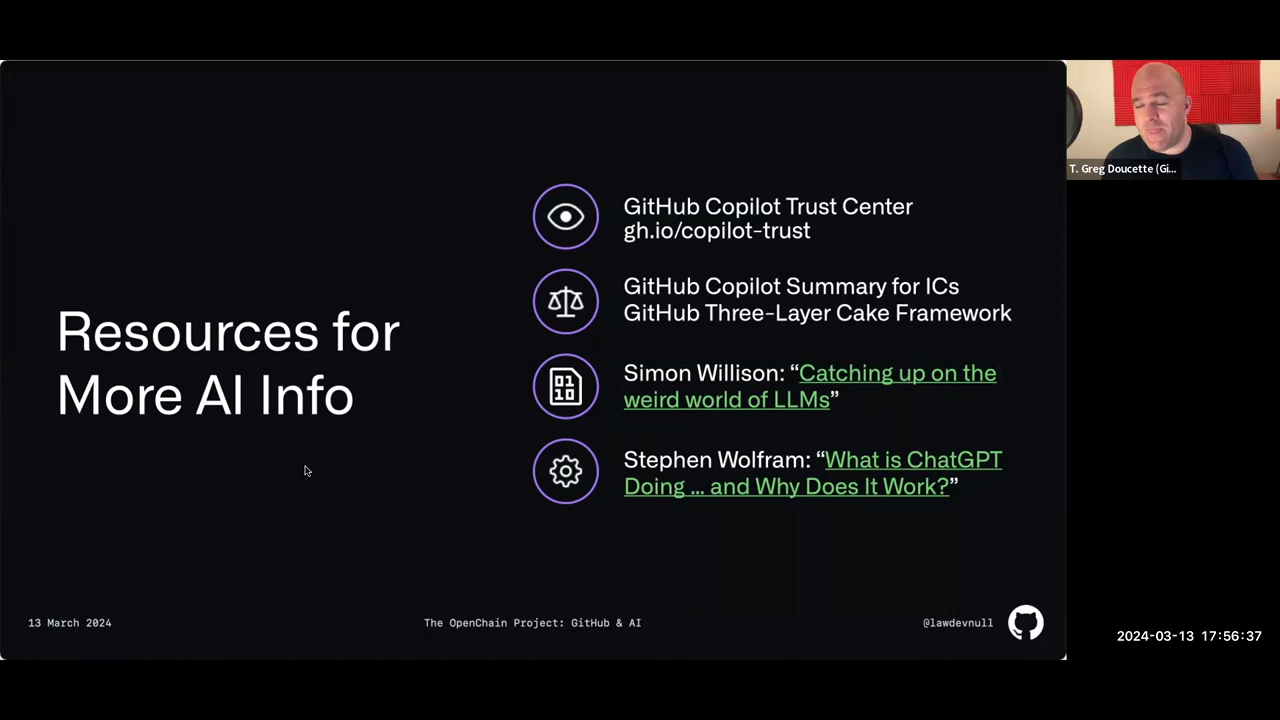 Resources for
More AI Info
GitHub Copilot Trust Center
gh.io/copilot-trust
GitHub Copilot Summary for ICs
GitHub Three-Layer Cake Framework
Simon Willison: “Catching up on the
weird world of LLMs”
Stephen Wolfram: “What is ChatGPT
Doing … and Why Does It Work?”
13 March 2024
The OpenChain Project: GitHub & AI
@lawdevnull
T. Greg Doucette (Gi...
2024-03-13 17:56:37
01
10